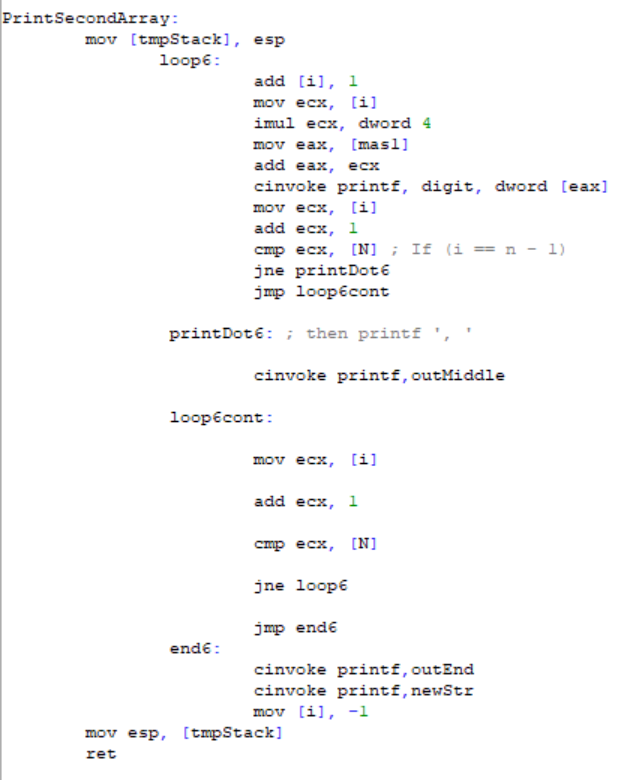 PrintSecondArray:
mov [tmpStack], esp
loop6:
add [i], 1
mov ecx, [i]
imul ecx, dword 4
mov eax, [mas1]
add eax, ecx
cinvoke printf, digit, dword [eax]
mov ecx, [i]
add ecx, 1
cmp ecx, [N] ; If (i == n - 1)
jne printDot6
jmp loop6cont
printDot6: ; then printf ', '
cinvoke printf,outMiddle
loop6cont:
mov ecx, [i]
add ecx, 1
cmp ecx, [N]
jne loop6
jmp end6
end6:
cinvoke printf,outEnd
cinvoke printf,newStr
mov [i], -1
mov esp, [tmpStack]
ret